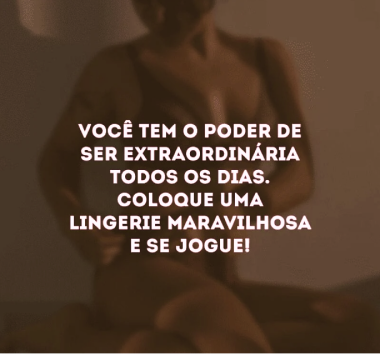 VOCÊ TEM O PODER DE
SER EXTRAORDINÁRIA
TODOS OS DIAS.
COLOQUE UMA
LINGERIE MARAVILHOSA
E SE JOGUE!